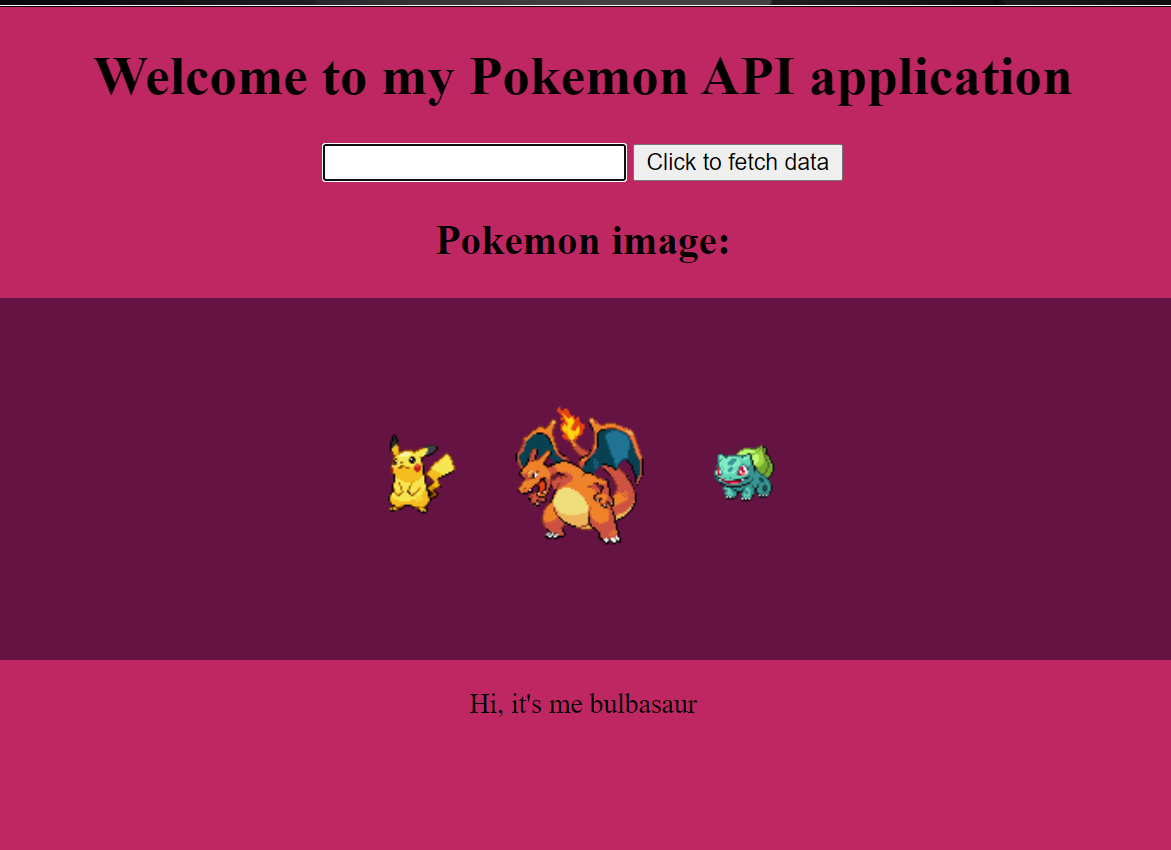 Welcome to my Pokemon API application
Click to fetch data
Pokemon image:
Hi, it's me bulbasaur